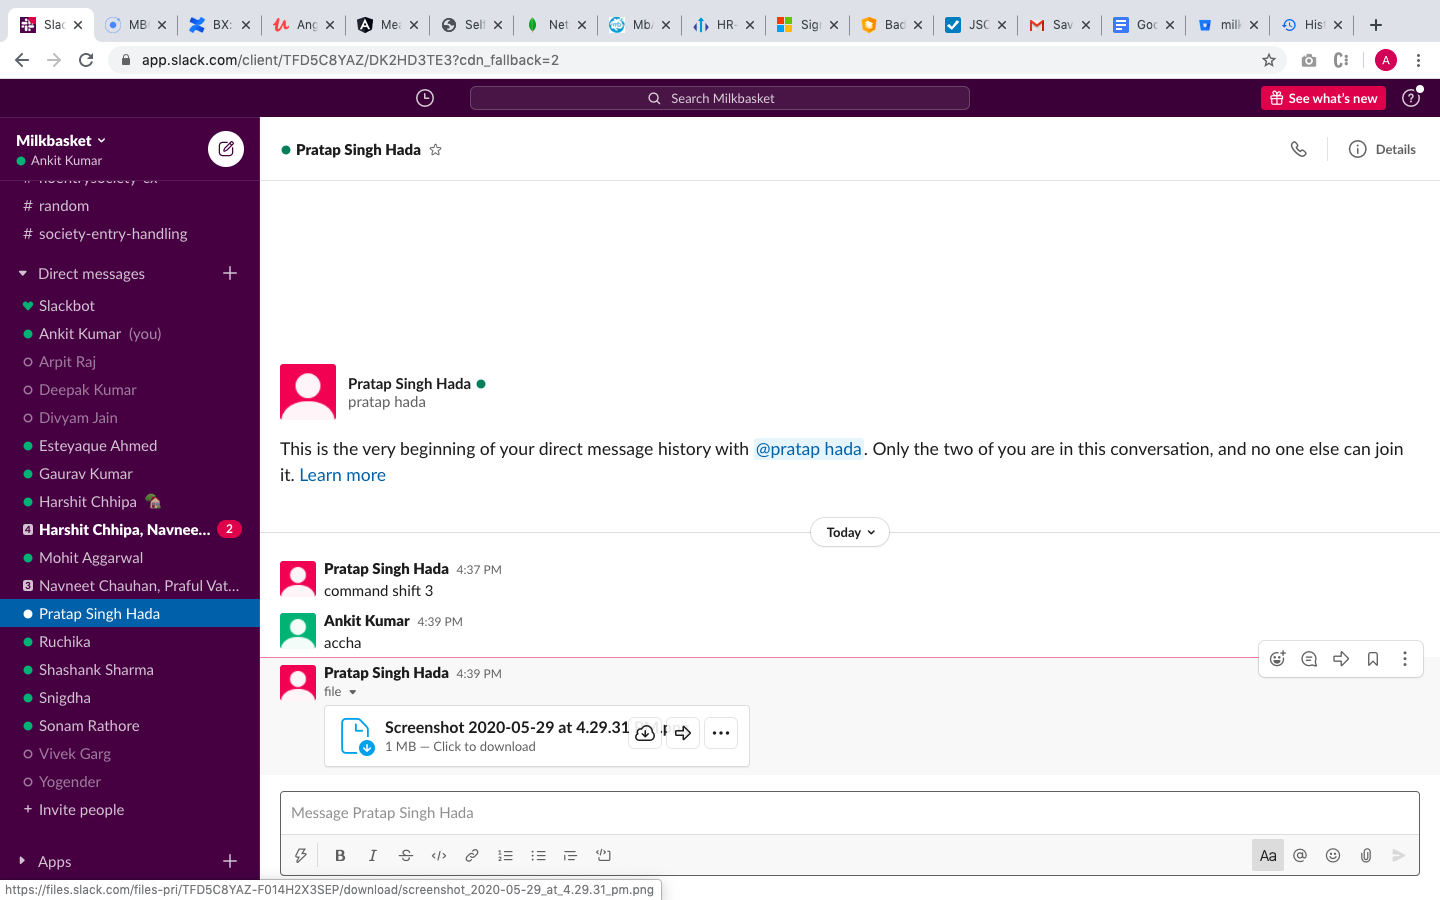 Slac
MB
BX:
Ang
Mea
Self
Net
MbA
HR-
Sig
Bad
JSC
Sav
Goc
milk
Hist
app.slack.com/client/TFD5C8YAZ/DK2HD3TE3?cdn_fallback=2
A
Search Milkbasket
See what's new
Milkbasket
Ankit Kumar
# random
# society-entry-handling
Direct messages
Slackbot
Ankit Kumar (you)
Arpit Raj
Deepak Kumar
Divyam Jain
Esteyaque Ahmed
Gaurav Kumar
Harshit Chhipa
4 Harshit Chhipa, Navnee... 2
Mohit Aggarwal
3 Navneet Chauhan, Praful Vat...
Pratap Singh Hada
Ruchika
Shashank Sharma
Snigdha
Sonam Rathore
Vivek Garg
Yogender
+ Invite people
Apps
Pratap Singh Hada
Details
Pratap Singh Hada
pratap hada
This is the very beginning of your direct message history with @pratap hada. Only the two of you are in this conversation, and no one else can join
it. Learn more
Today
Pratap Singh Hada 4:37 PM
command shift 3
Ankit Kumar 4:39 PM
accha
Pratap Singh Hada 4:39 PM
file
Screenshot 2020-05-29 at 4.29.31
1 MB — Click to download
Message Pratap Singh Hada
B I S </> Aa @
https://files.slack.com/files-pri/TFD5C8YAZ-F014H2X3SEP/download/screenshot_2020-05-29_at_4.29.31_pm.png